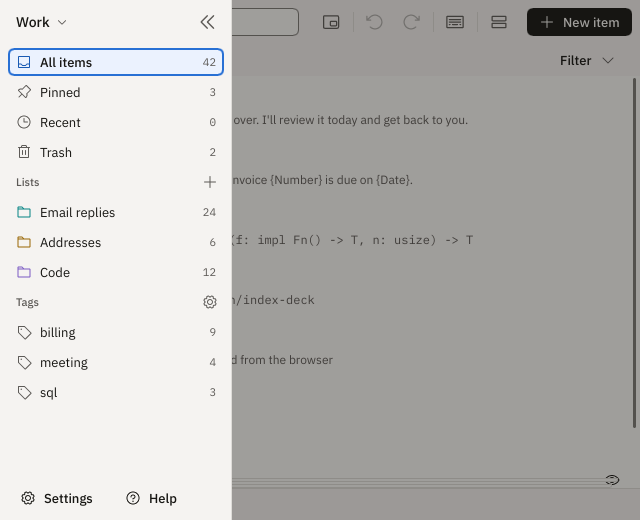 Work
New item
All items 42
Filter
Pinned 3
Recent 0
over. I'll review it today and get back to you.
Trash 2
Lists
nvoice {Number} is due on {Date}.
Email replies 24
Addresses 6
(f: impl Fn() -> T, n: usize) -> T
Code 12
Tags
/index-deck
billing 9
meeting 4
d from the browser
sql 3
Settings
Help